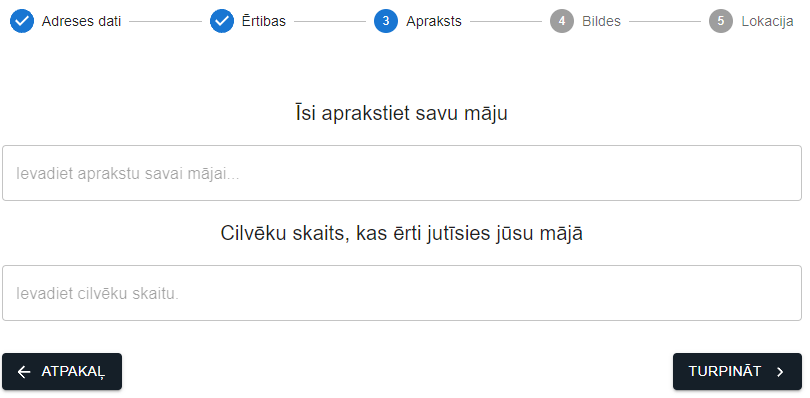 Adreses dati Ērtibas 3 Apraksts 4 Bildes 5 Lokacija
Īsi aprakstiet savu māju
Ievadiet aprakstu savai mājai...
Cilvēku skaits, kas ērti jutīsies jūsu mājā
Ievadiet cilvēku skaitu.
ATPAKAĻ TURPINĀT